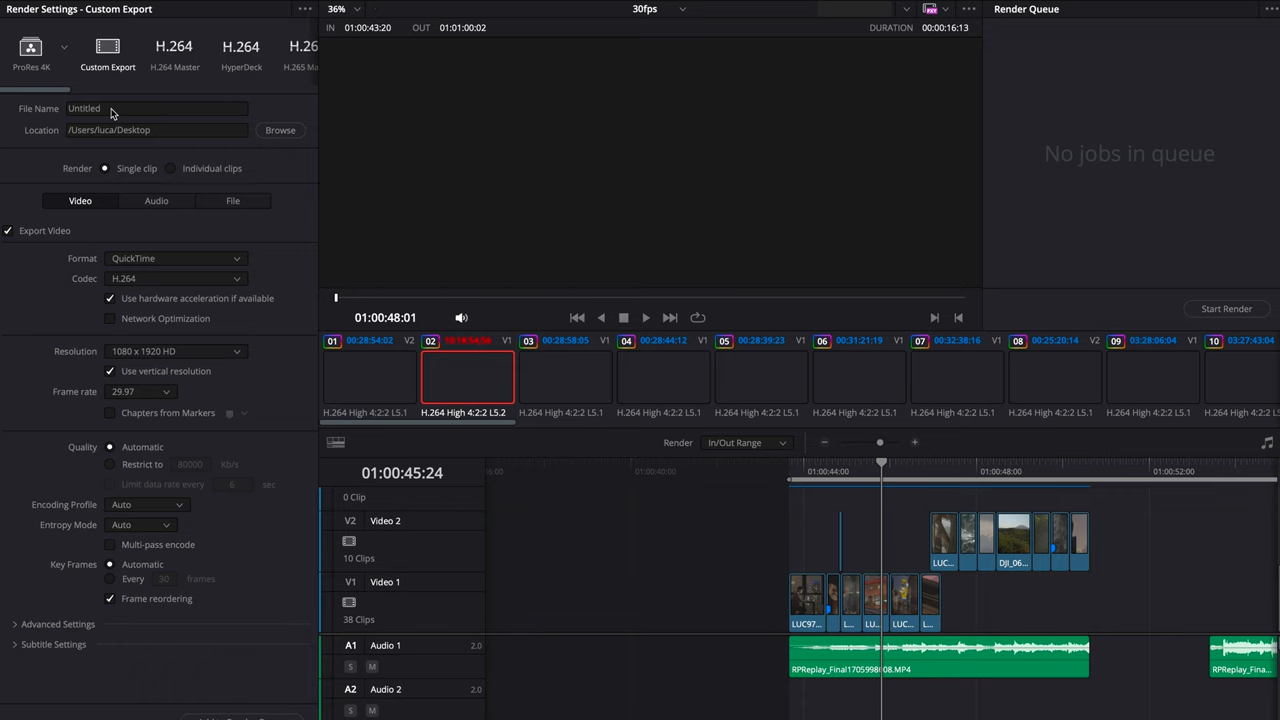 Render Settings - Custom Export
36%
30fps
Render Queue
IN 01:00:43:20 OUT 01:01:00:02
DURATION 00:00:16:13
H.264
H.264
H.26
ProRes 4K
Custom Export
H.264 Master
HyperDeck
H.265 Ma
File Name Untitled
Location /Users/luca/Desktop Browse
No jobs in queue
Render Single clip Individual clips
Video Audio File
Export Video
Format QuickTime
Codec H.264
Use hardware acceleration if available
Network Optimization
01:00:48:01
Start Render
Resolution 1080 x 1920 HD
Use vertical resolution
Frame rate 29.97
Chapters from Markers
01 00:28:54:02 V2
02 V1
03 00:28:58:05 V1
04 00:28:44:12 V1
05 00:28:39:23 V1
06 00:31:21:19 V1
07 00:32:38:16 V1
08 00:25:20:14 V1
09 03:28:06:04 V1
10 03:27:43:04
H.264 High 4:2:2 L5.1
H.264 High 4:2:2 L5.2
H.264 High 4:2:2 L5.1
H.264 High 4:2:2 L5.1
H.264 High 4:2:2 L5.1
H.264 High 4:2:2 L5.1
H.264 High 4:2:2 L5.1
H.264 High 4:2:2 L5.1
H.264 High 4:2:2 L5.1
H.264 High 4:2:2 L5
Quality Automatic
Restrict to 80000 Kb/s
Limit data rate every 6 sec
Encoding Profile Auto
Entropy Mode Auto
Multi-pass encode
Key Frames Automatic
Every 30 frames
Frame reordering
Advanced Settings
Subtitle Settings
Render In/Out Range
01:00:45:24
01:00:40:00
01:00:44:00
01:00:48:00
01:00:52:00
0 Clip
V2 Video 2
10 Clips
LUC...
DJI_06...
V1 Video 1
38 Clips
LUC97...
L...
LU...
LUC...
L...
A1 Audio 1 2.0
S M
RPReplay_Final1705998008.MP4
RPReplay_Fina...
A2 Audio 2 2.0
S M